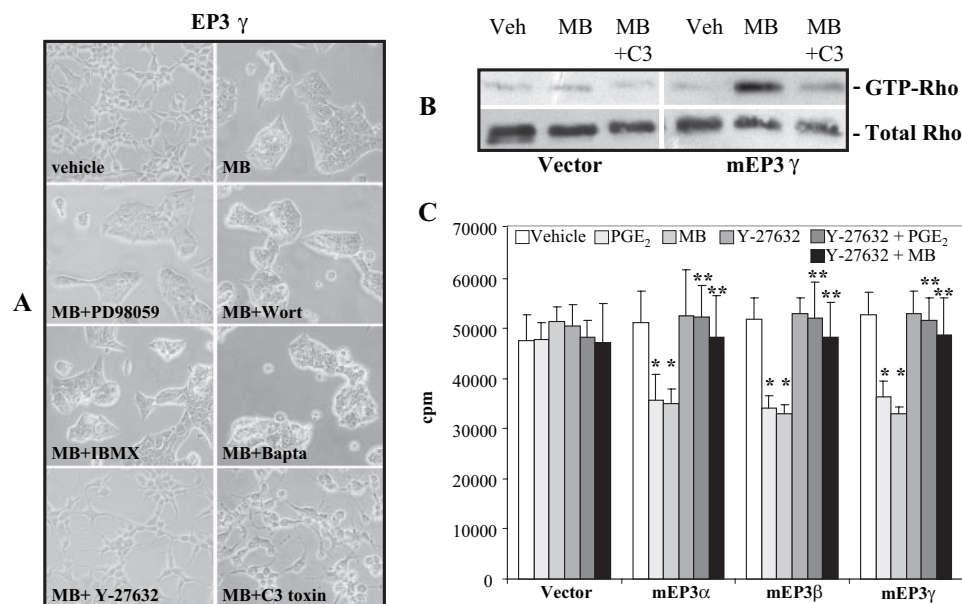 EP3 γ
A
vehicle
MB
MB+PD98059
MB+Wort
MB+IBMX
MB+Bapta
MB+ Y-27632
MB+C3 toxin
B
Veh MB MB +C3 Veh MB MB +C3
- GTP-Rho
- Total Rho
Vector mEP3 γ
C
70000
60000
50000
40000
30000
20000
10000
0
cpm
Vehicle PGE2 MB Y-27632 Y-27632 + PGE2
Y-27632 + MB
* * ** **
* * ** **
* * ** **
Vector mEP3α mEP3β mEP3γ